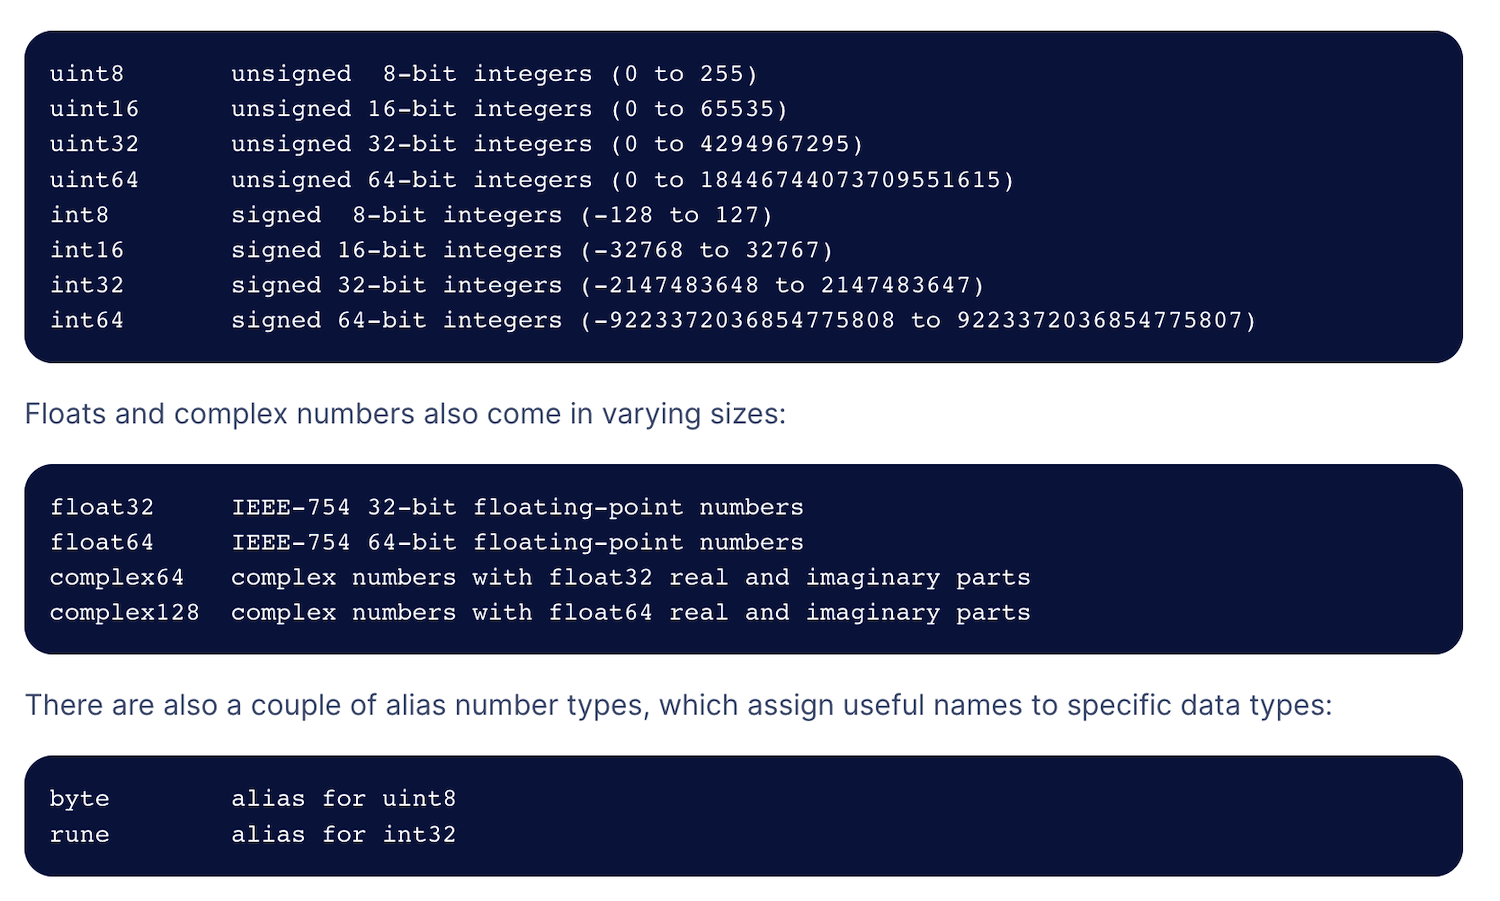 uint8       unsigned  8-bit integers (0 to 255)
uint16      unsigned 16-bit integers (0 to 65535)
uint32      unsigned 32-bit integers (0 to 4294967295)
uint64      unsigned 64-bit integers (0 to 18446744073709551615)
int8        signed  8-bit integers (-128 to 127)
int16       signed 16-bit integers (-32768 to 32767)
int32       signed 32-bit integers (-2147483648 to 2147483647)
int64       signed 64-bit integers (-9223372036854775808 to 9223372036854775807)
Floats and complex numbers also come in varying sizes:
float32     IEEE-754 32-bit floating-point numbers
float64     IEEE-754 64-bit floating-point numbers
complex64   complex numbers with float32 real and imaginary parts
complex128  complex numbers with float64 real and imaginary parts
There are also a couple of alias number types, which assign useful names to specific data types:
byte        alias for uint8
rune        alias for int32